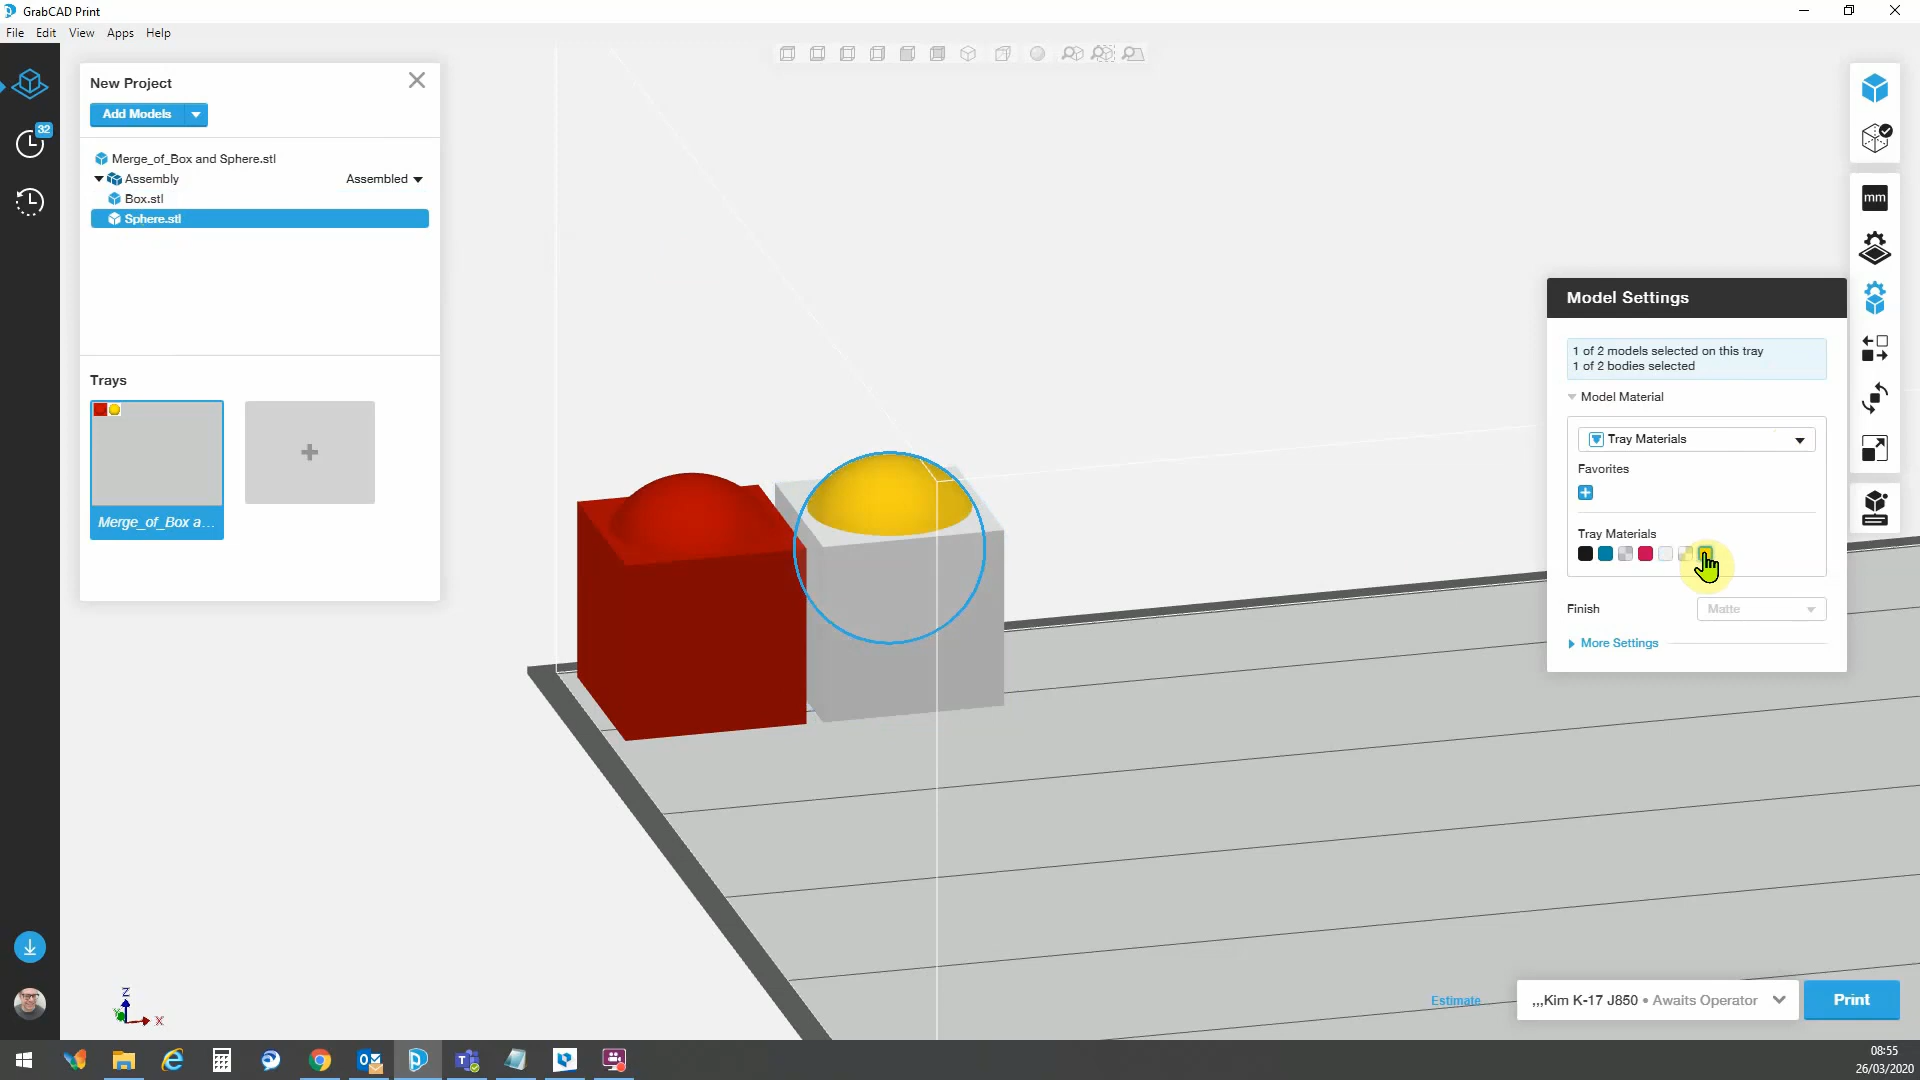 GrabCAD Print
File Edit View Apps Help
New Project
Add Models
32
Merge_of_Box and Sphere.stl
Assembly Assembled
Box.stl
Sphere.stl
Trays
Merge_of_Box a...
mm
Model Settings
1 of 2 models selected on this tray
1 of 2 bodies selected
Model Material
Tray Materials
Favorites
Tray Materials
Finish Matte
More Settings
Z
Y
X
Estimate ,,,Kim K-17 J850 • Awaits Operator Print
08:55
26/03/2020